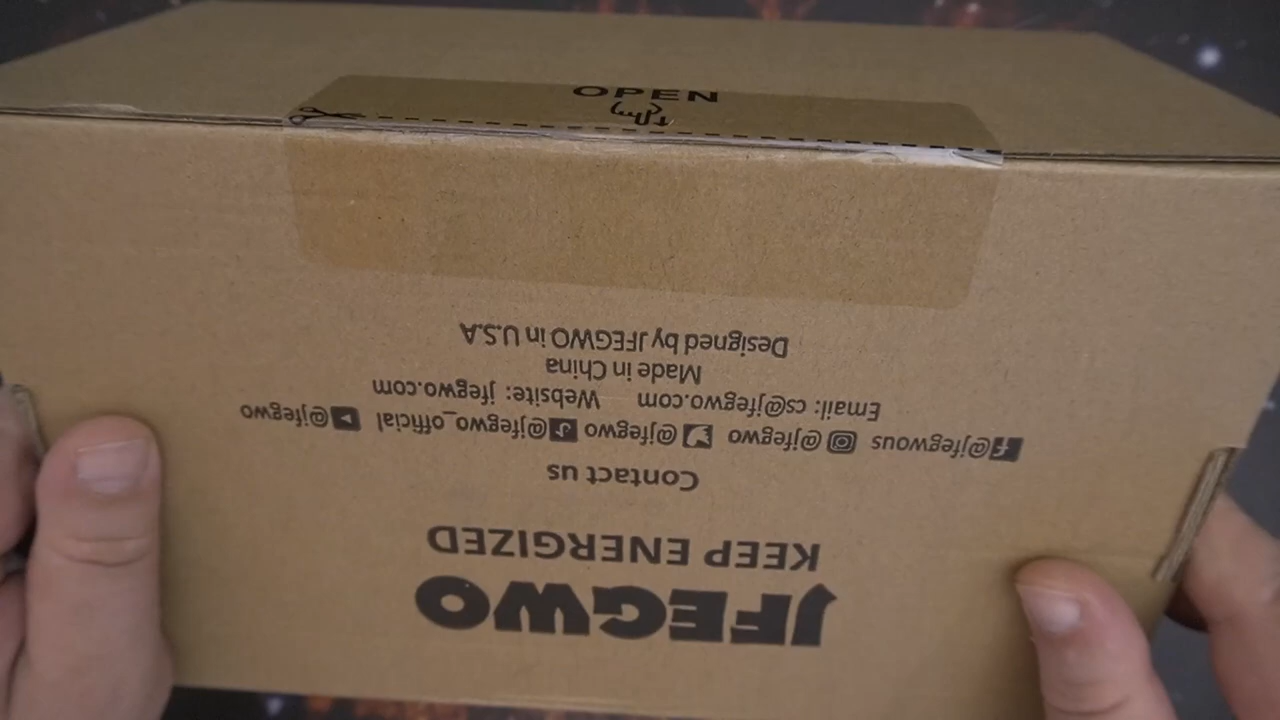 OPEN
JFEGWO
KEEP ENERGIZED
Contact us
@jfegwous @jfegwo @jfegwo @jfegwo_official @jfegwo
Email: cs@jfegwo.com Website: jfegwo.com
Made in China
Designed by JFEGWO in U.S.A